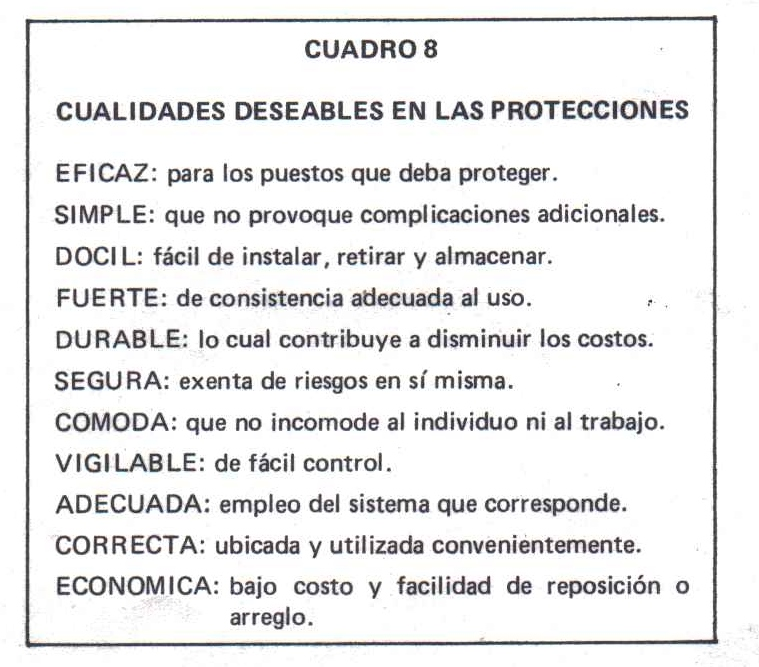 CUADRO 8
CUALIDADES DESEABLES EN LAS PROTECCIONES
EFICAZ: para los puestos que deba proteger.
SIMPLE: que no provoque complicaciones adicionales.
DOCIL: fácil de instalar, retirar y almacenar.
FUERTE: de consistencia adecuada al uso.
DURABLE: lo cual contribuye a disminuir los costos.
SEGURA: exenta de riesgos en sí misma.
COMODA: que no incomode al individuo ni al trabajo.
VIGILABLE: de fácil control.
ADECUADA: empleo del sistema que corresponde.
CORRECTA: ubicada y utilizada convenientemente.
ECONOMICA: bajo costo y facilidad de reposición o
arreglo.